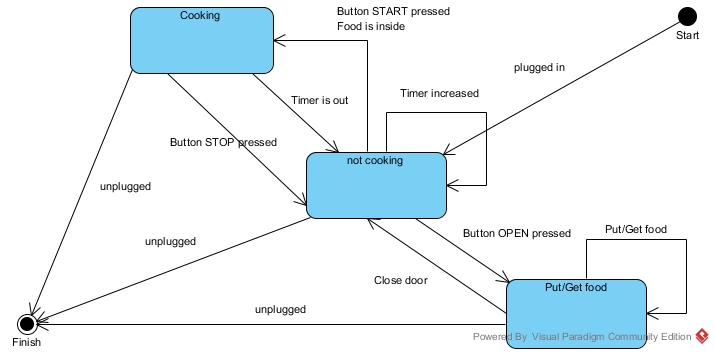 Cooking
Button START pressed
Food is inside
Start
plugged in
Timer is out
Timer increased
Button STOP pressed
not cooking
unplugged
unplugged
Button OPEN pressed
Put/Get food
Close door
Put/Get food
unplugged
Finish
Powered By Visual Paradigm Community Edition